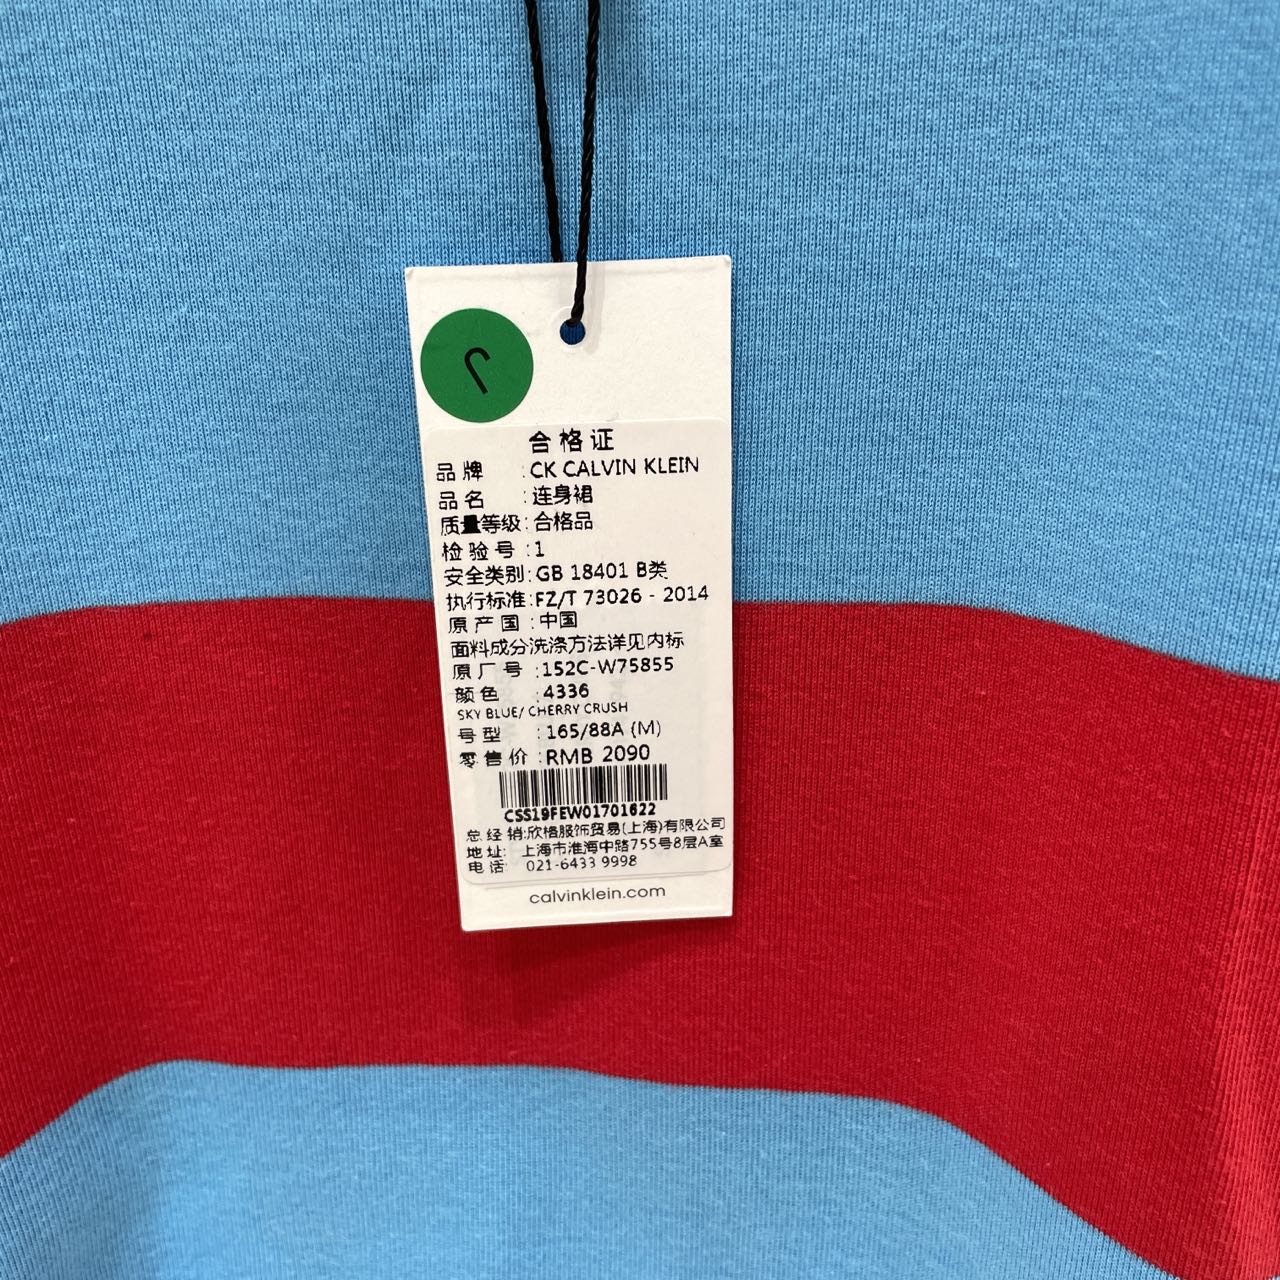 合格证
品牌 : CK CALVIN KLEIN
品名 : 连身裙
质量等级: 合格品
检验号 : 1
安全类别: GB 18401 B类
执行标准: FZ/T 73026 - 2014
原产国 : 中国
面料成分洗涤方法详见内标
原厂号 : 152C-W75855
颜色 : 4336
SKY BLUE/ CHERRY CRUSH
号型 : 165/88A (M)
零售价 : RMB 2090
CSS19FEW01701622
总经销:欣格服饰贸易(上海)有限公司
地址: 上海市淮海中路755号8层A室
电话: 021-6433 9998
calvinklein.com